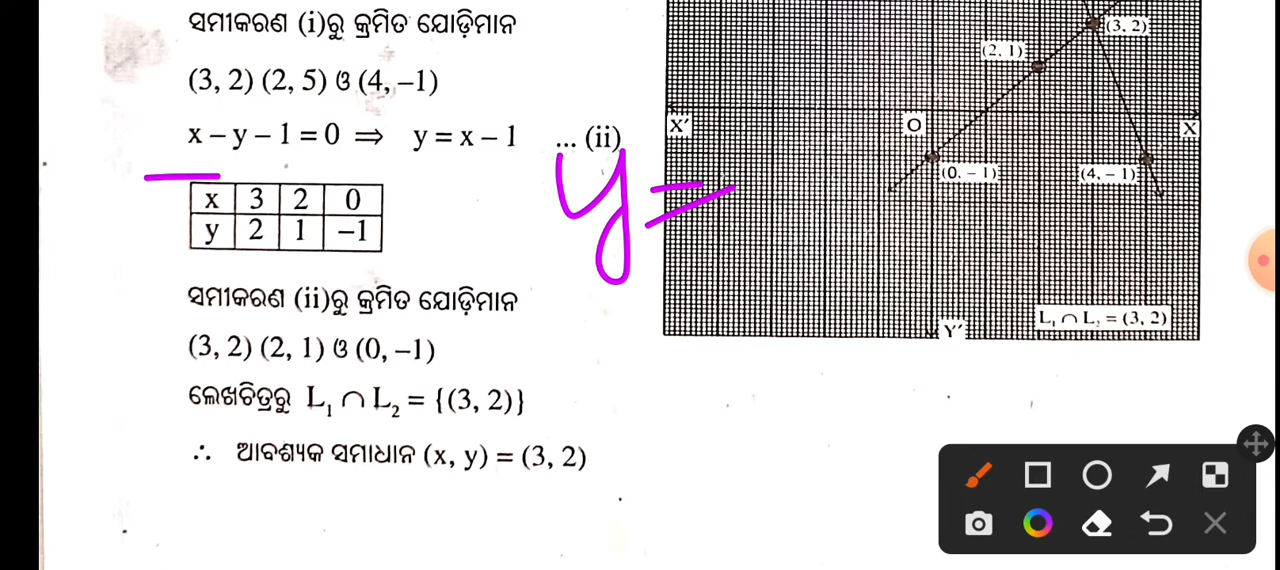 ସମୀକରଣ (i)ରୁ କ୍ରମିତ ଯୋଡ଼ିମାନ
(3, 2) (2, 5) ଓ (4, –1)
x – y – 1 = 0 ⇒ y = x – 1 ... (ii)
y=
x 3 2 0
y 2 1 –1
ସମୀକରଣ (ii)ରୁ କ୍ରମିତ ଯୋଡ଼ିମାନ
(3, 2) (2, 1) ଓ (0, –1)
ଲେଖଚିତ୍ରରୁ L₁ ∩ L₂ = {(3, 2)}
∴ ଆବଶ୍ୟକ ସମାଧାନ (x, y) = (3, 2)
(3, 2)
(2, 1)
X′ O X
(0, – 1) (4, – 1)
L₁ ∩ L₂ = (3, 2)
Y′